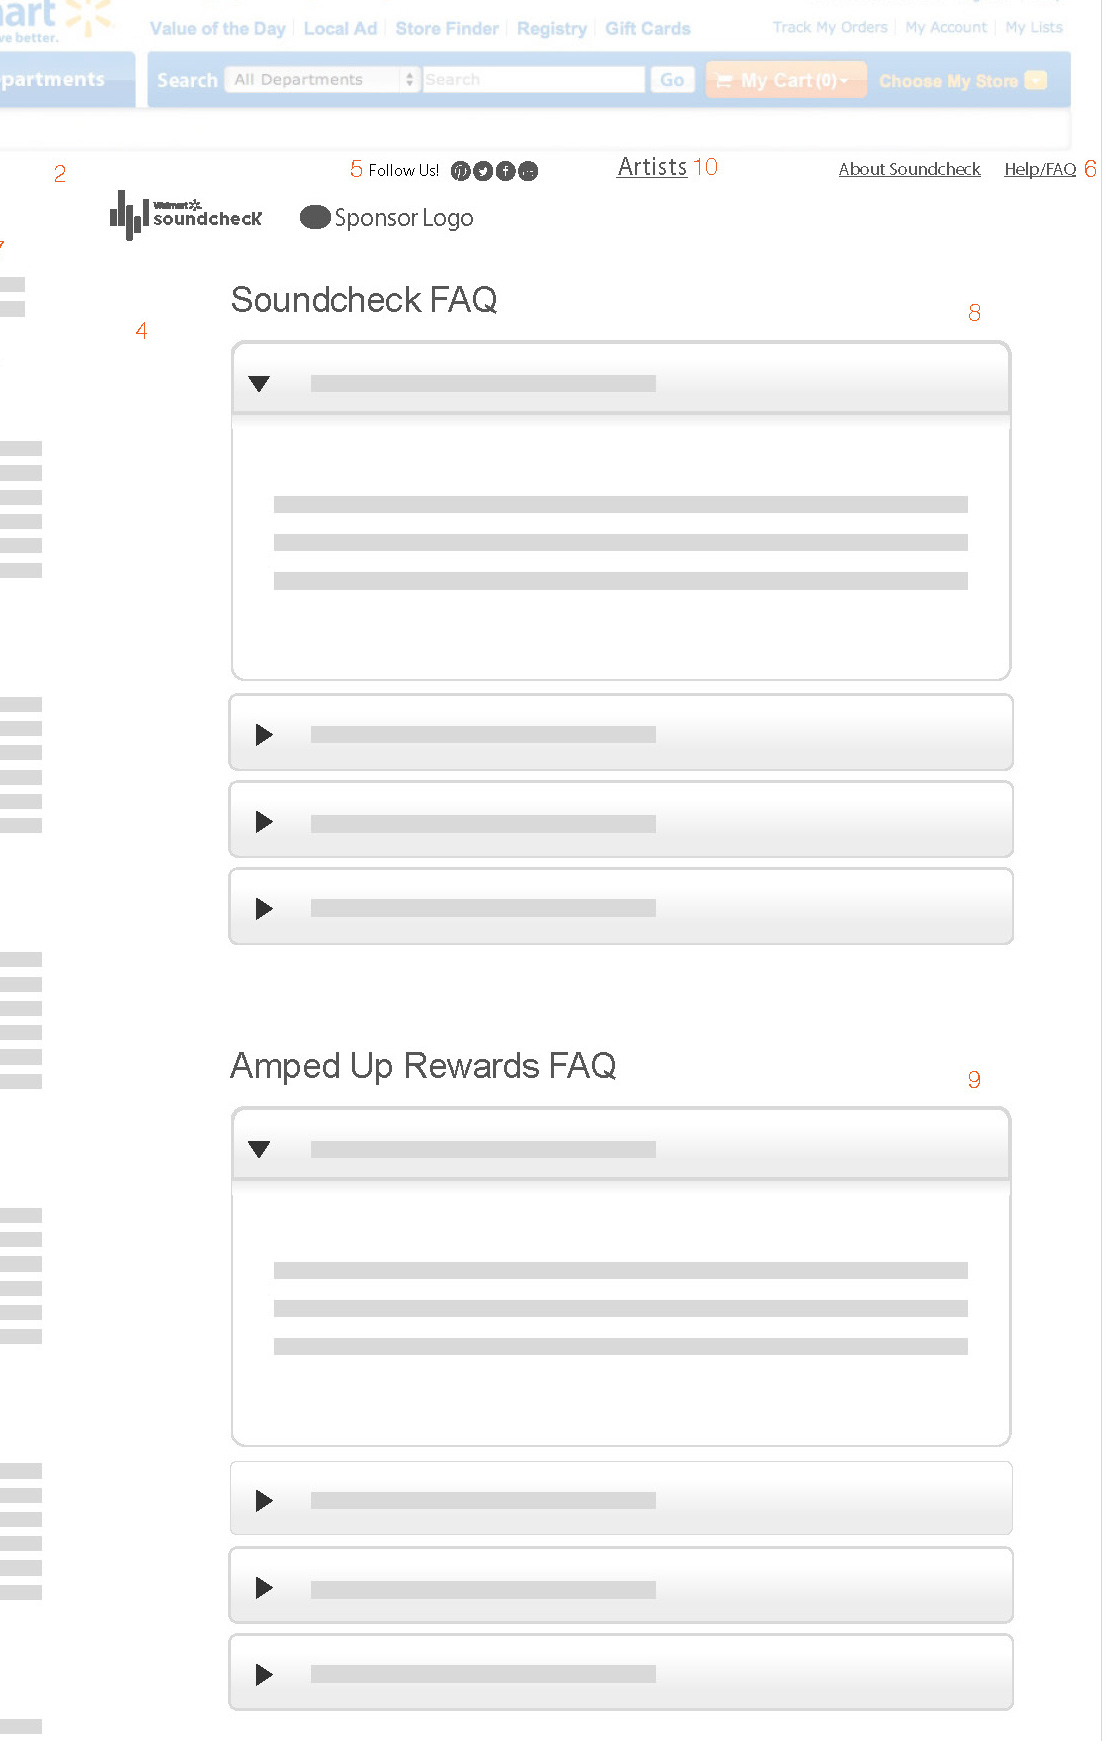 art
ve better.
Value of the Day Local Ad Store Finder Registry Gift Cards
Track My Orders My Account My Lists
partments
Search All Departments Search Go My Cart (0) Choose My Store
2
5 Follow Us!
Artists 10
About Soundcheck Help/FAQ 6
Walmart
soundcheck
Sponsor Logo
7
Soundcheck FAQ
8
4
Amped Up Rewards FAQ
9